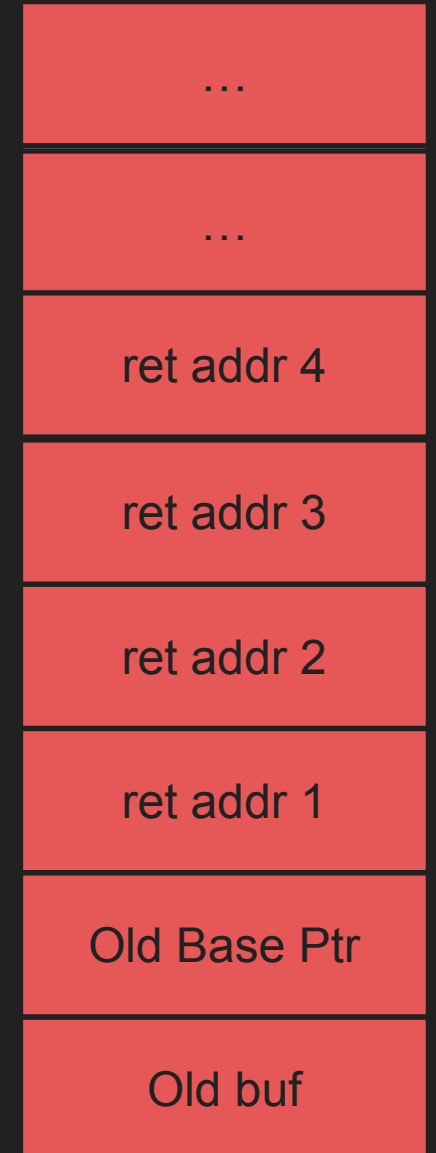 ...
...
ret addr 4
ret addr 3
ret addr 2
ret addr 1
Old Base Ptr
Old buf